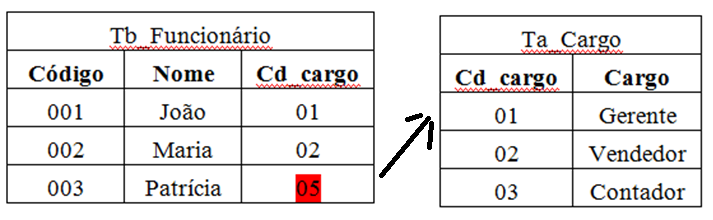 Tb_Funcionário
Código Nome Cd_cargo
001 João 01
002 Maria 02
003 Patrícia 05
Ta_Cargo
Cd_cargo Cargo
01 Gerente
02 Vendedor
03 Contador